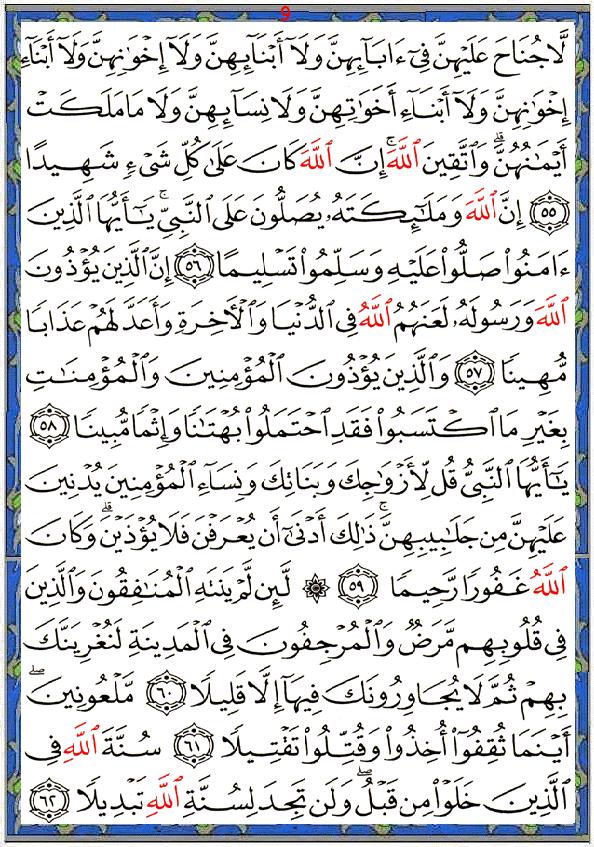 9
لَّا جُنَاحَ عَلَيْهِنَّ فِىٓ ءَابَآئِهِنَّ وَلَآ أَبْنَآئِهِنَّ وَلَآ إِخْوَٰنِهِنَّ وَلَآ أَبْنَآءِ
إِخْوَٰنِهِنَّ وَلَآ أَبْنَآءِ أَخَوَٰتِهِنَّ وَلَا نِسَآئِهِنَّ وَلَا مَا مَلَكَتْ
أَيْمَٰنُهُنَّ ۗ وَٱتَّقِينَ ٱللَّهَ ۚ إِنَّ ٱللَّهَ كَانَ عَلَىٰ كُلِّ شَىْءٍ شَهِيدًا
٥٥ إِنَّ ٱللَّهَ وَمَلَٰٓئِكَتَهُۥ يُصَلُّونَ عَلَى ٱلنَّبِىِّ ۚ يَٰٓأَيُّهَا ٱلَّذِينَ
ءَامَنُوا۟ صَلُّوا۟ عَلَيْهِ وَسَلِّمُوا۟ تَسْلِيمًا ٥٦ إِنَّ ٱلَّذِينَ يُؤْذُونَ
ٱللَّهَ وَرَسُولَهُۥ لَعَنَهُمُ ٱللَّهُ فِى ٱلدُّنْيَا وَٱلْءَاخِرَةِ وَأَعَدَّ لَهُمْ عَذَابًا
مُّهِينًا ٥٧ وَٱلَّذِينَ يُؤْذُونَ ٱلْمُؤْمِنِينَ وَٱلْمُؤْمِنَٰتِ
بِغَيْرِ مَا ٱكْتَسَبُوا۟ فَقَدِ ٱحْتَمَلُوا۟ بُهْتَٰنًا وَإِثْمًا مُّبِينًا ٥٨
يَٰٓأَيُّهَا ٱلنَّبِىُّ قُل لِّأَزْوَٰجِكَ وَبَنَاتِكَ وَنِسَآءِ ٱلْمُؤْمِنِينَ يُدْنِينَ
عَلَيْهِنَّ مِن جَلَٰبِيبِهِنَّ ۚ ذَٰلِكَ أَدْنَىٰٓ أَن يُعْرَفْنَ فَلَا يُؤْذَيْنَ ۗ وَكَانَ
ٱللَّهُ غَفُورًا رَّحِيمًا ٥٩ ۞ لَّئِن لَّمْ يَنتَهِ ٱلْمُنَٰفِقُونَ وَٱلَّذِينَ
فِى قُلُوبِهِم مَّرَضٌ وَٱلْمُرْجِفُونَ فِى ٱلْمَدِينَةِ لَنُغْرِيَنَّكَ
بِهِمْ ثُمَّ لَا يُجَاوِرُونَكَ فِيهَآ إِلَّا قَلِيلًا ٦٠ مَّلْعُونِينَ ۖ
أَيْنَمَا ثُقِفُوٓا۟ أُخِذُوا۟ وَقُتِّلُوا۟ تَقْتِيلًا ٦١ سُنَّةَ ٱللَّهِ فِى
ٱلَّذِينَ خَلَوْا۟ مِن قَبْلُ ۖ وَلَن تَجِدَ لِسُنَّةِ ٱللَّهِ تَبْدِيلًا ٦٢